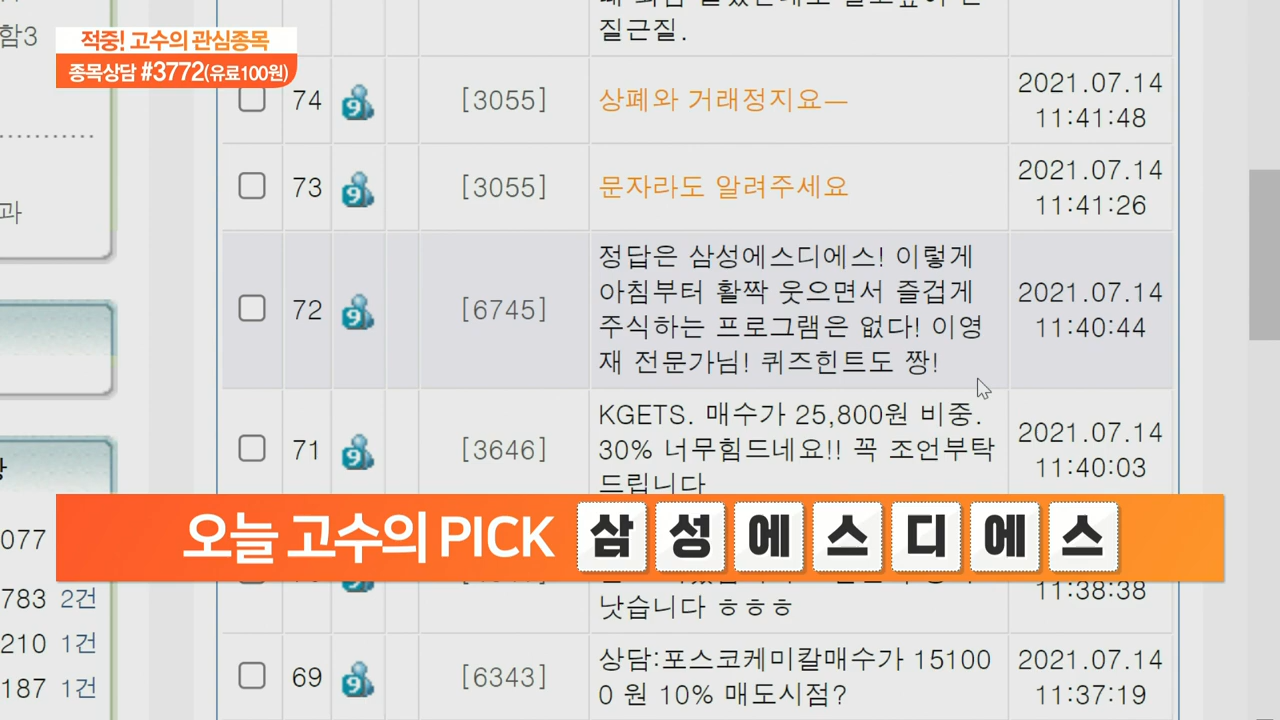 함3
적중! 고수의 관심종목
종목상담 #3772(유료100원)
질근질.
74 [3055] 상폐와 거래정지요ㅡ 2021.07.14
11:41:48
73 [3055] 문자라도 알려주세요 2021.07.14
11:41:26
과
72 [6745] 정답은 삼성에스디에스! 이렇게
아침부터 활짝 웃으면서 즐겁게
주식하는 프로그램은 없다! 이영
재 전문가님! 퀴즈힌트도 짱!
2021.07.14
11:40:44
71 [3646] KGETS. 매수가 25,800원 비중.
30% 너무힘드네요!! 꼭 조언부탁
드립니다
2021.07.14
11:40:03
오늘 고수의 PICK 삼성에스디에스
077
783 2건
210 1건
187 1건
11:38:38
낫습니다 ㅎㅎㅎ
69 [6343] 상담:포스코케미칼매수가 15100
0 원 10% 매도시점?
2021.07.14
11:37:19